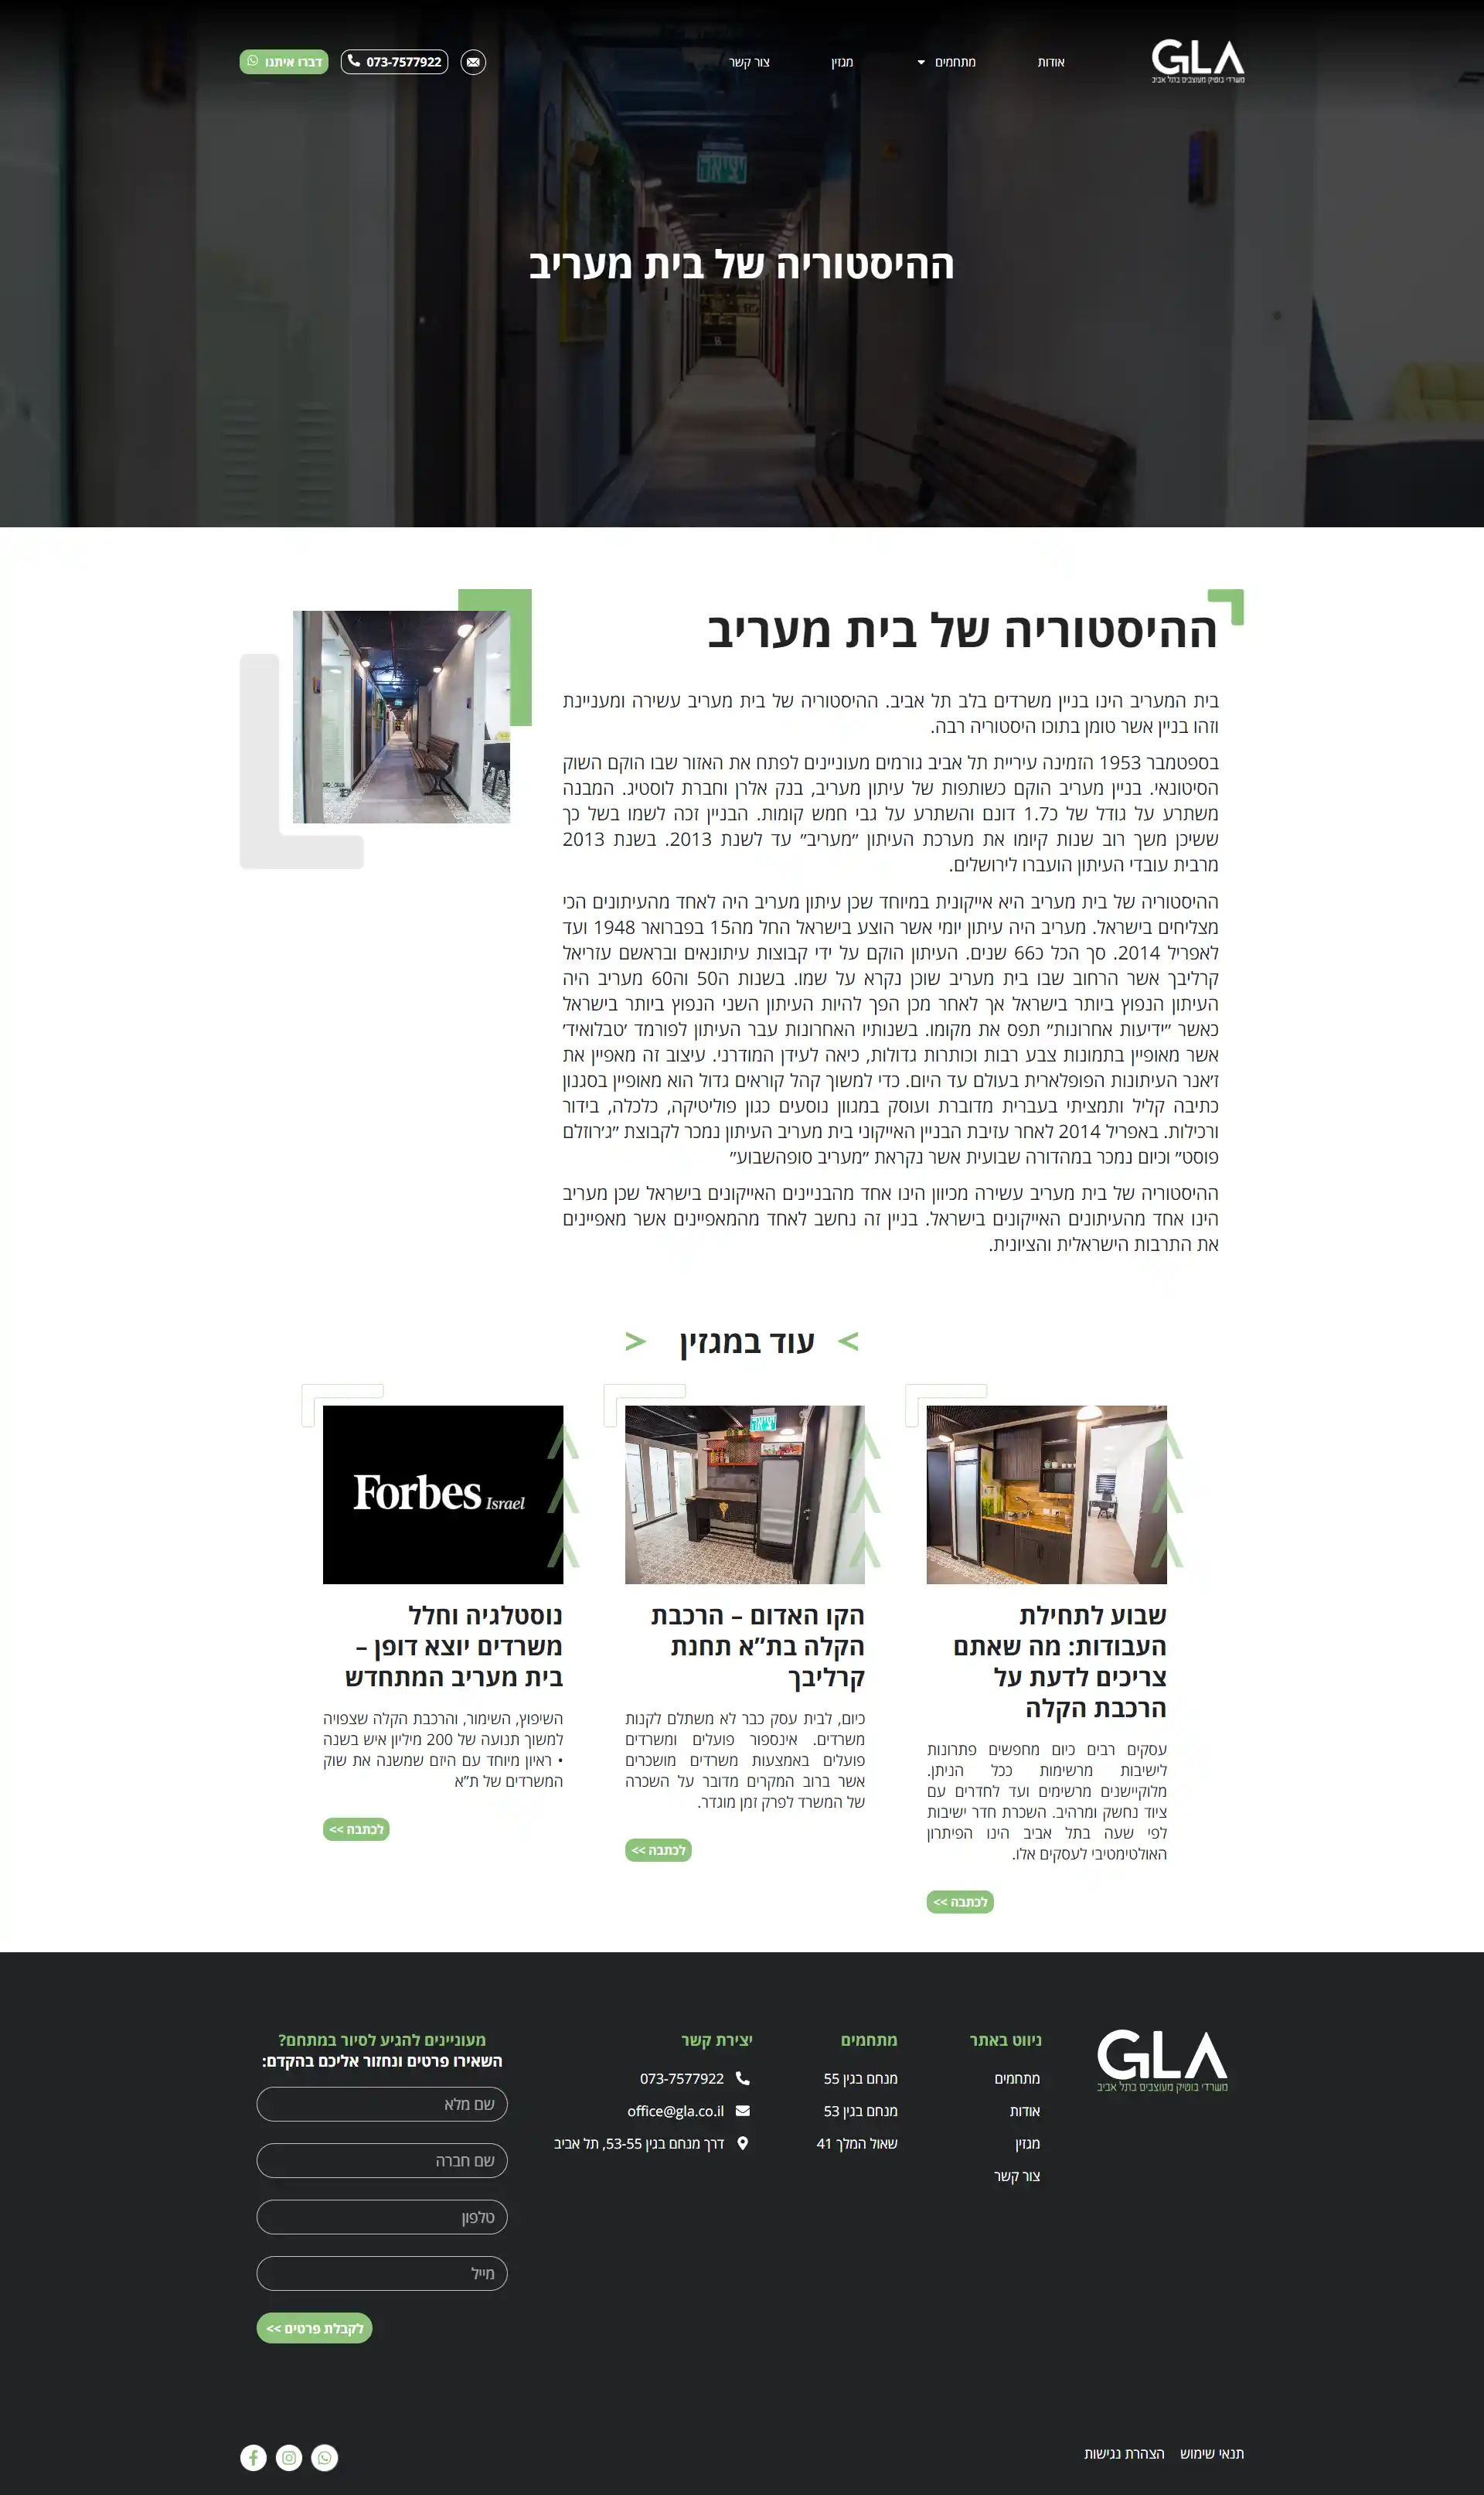 GLA
משרדי בוטיק מעוצבים בתל אביב
אודות
מתחמים
מגזין
צור קשר
073-7577922
דברו איתנו
יציאה
ההיסטוריה של בית מעריב
ההיסטוריה של בית מעריב
בית המעריב הינו בניין משרדים בלב תל אביב. ההיסטוריה של בית מעריב עשירה ומעניינת
וזהו בניין אשר טומן בתוכו היסטוריה רבה.
בספטמבר 1953 הזמינה עיריית תל אביב גורמים מעוניינים לפתח את האזור שבו הוקם השוק
הסיטונאי. בניין מעריב הוקם כשותפות של עיתון מעריב, בנק אלרן וחברת לוסטיג. המבנה
משתרע על גודל של כ1.7 דונם והשתרע על גבי חמש קומות. הבניין זכה לשמו בשל כך
ששיכן משך רוב שנות קיומו את מערכת העיתון ״מעריב״ עד לשנת 2013. בשנת 2013
מרבית עובדי העיתון הועברו לירושלים.
ההיסטוריה של בית מעריב היא אייקונית במיוחד שכן עיתון מעריב היה לאחד מהעיתונים הכי
מצליחים בישראל. מעריב היה עיתון יומי אשר הוצע בישראל החל מה15 בפברואר 1948 ועד
לאפריל 2014. סך הכל כ66 שנים. העיתון הוקם על ידי קבוצות עיתונאים ובראשם עזריאל
קרליבך אשר הרחוב שבו בית מעריב שוכן נקרא על שמו. בשנות ה50 וה60 מעריב היה
העיתון הנפוץ ביותר בישראל אך לאחר מכן הפך להיות העיתון השני הנפוץ ביותר בישראל
כאשר ״ידיעות אחרונות״ תפס את מקומו. בשנותיו האחרונות עבר העיתון לפורמד ׳טבלואיד׳
אשר מאופיין בתמונות צבע רבות וכותרות גדולות, כיאה לעידן המודרני. עיצוב זה מאפיין את
ז׳אנר העיתונות הפופלארית בעולם עד היום. כדי למשוך קהל קוראים גדול הוא מאופיין בסגנון
כתיבה קליל ותמציתי בעברית מדוברת ועוסק במגוון נוסעים כגון פוליטיקה, כלכלה, בידור
ורכילות. באפריל 2014 לאחר עזיבת הבניין האייקוני בית מעריב העיתון נמכר לקבוצת ״ג׳רוזלם
פוסט״ וכיום נמכר במהדורה שבועית אשר נקראת ״מעריב סופהשבוע״
ההיסטוריה של בית מעריב עשירה מכיוון הינו אחד מהבניינים האייקונים בישראל שכן מעריב
הינו אחד מהעיתונים האייקונים בישראל. בניין זה נחשב לאחד מהמאפיינים אשר מאפיינים
את התרבות הישראלית והציונית.
עוד במגזין
שבוע לתחילת
העבודות: מה שאתם
צריכים לדעת על
הרכבת הקלה
עסקים רבים כיום מחפשים פתרונות
לישיבות מרשימות ככל הניתן.
מלוקיישנים מרשימים ועד לחדרים עם
ציוד נחשק ומרהיב. השכרת חדר ישיבות
לפי שעה בתל אביב הינו הפיתרון
האולטימטיבי לעסקים אלו.
לכתבה >>
יציאה
הקו האדום – הרכבת
הקלה בת״א תחנת
קרליבך
כיום, לבית עסק כבר לא משתלם לקנות
משרדים. אינספור פועלים ומשרדים
פועלים באמצעות משרדים מושכרים
אשר ברוב המקרים מדובר על השכרה
של המשרד לפרק זמן מוגדר.
לכתבה >>
Forbes Israel
נוסטלגיה וחלל
משרדים יוצא דופן –
בית מעריב המתחדש
השיפוץ, השימור, והרכבת הקלה שצפויה
למשוך תנועה של 200 מיליון איש בשנה
• ראיון מיוחד עם היזם שמשנה את שוק
המשרדים של ת״א
לכתבה >>
GLA
משרדי בוטיק מעוצבים בתל אביב
ניווט באתר
מתחמים
אודות
מגזין
צור קשר
מתחמים
מנחם בגין 55
מנחם בגין 53
שאול המלך 41
יצירת קשר
073-7577922
office@gla.co.il
דרך מנחם בגין 53-55, תל אביב
מעוניינים להגיע לסיור במתחם?
השאירו פרטים ונחזור אליכם בהקדם:
שם מלא
שם חברה
טלפון
מייל
לקבלת פרטים >>
תנאי שימוש
הצהרת נגישות